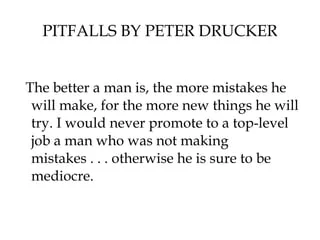 PITFALLS BY PETER DRUCKER
The better a man is, the more mistakes he
will make, for the more new things he will
try. I would never promote to a top-level
job a man who was not making
mistakes . . . otherwise he is sure to be
mediocre.